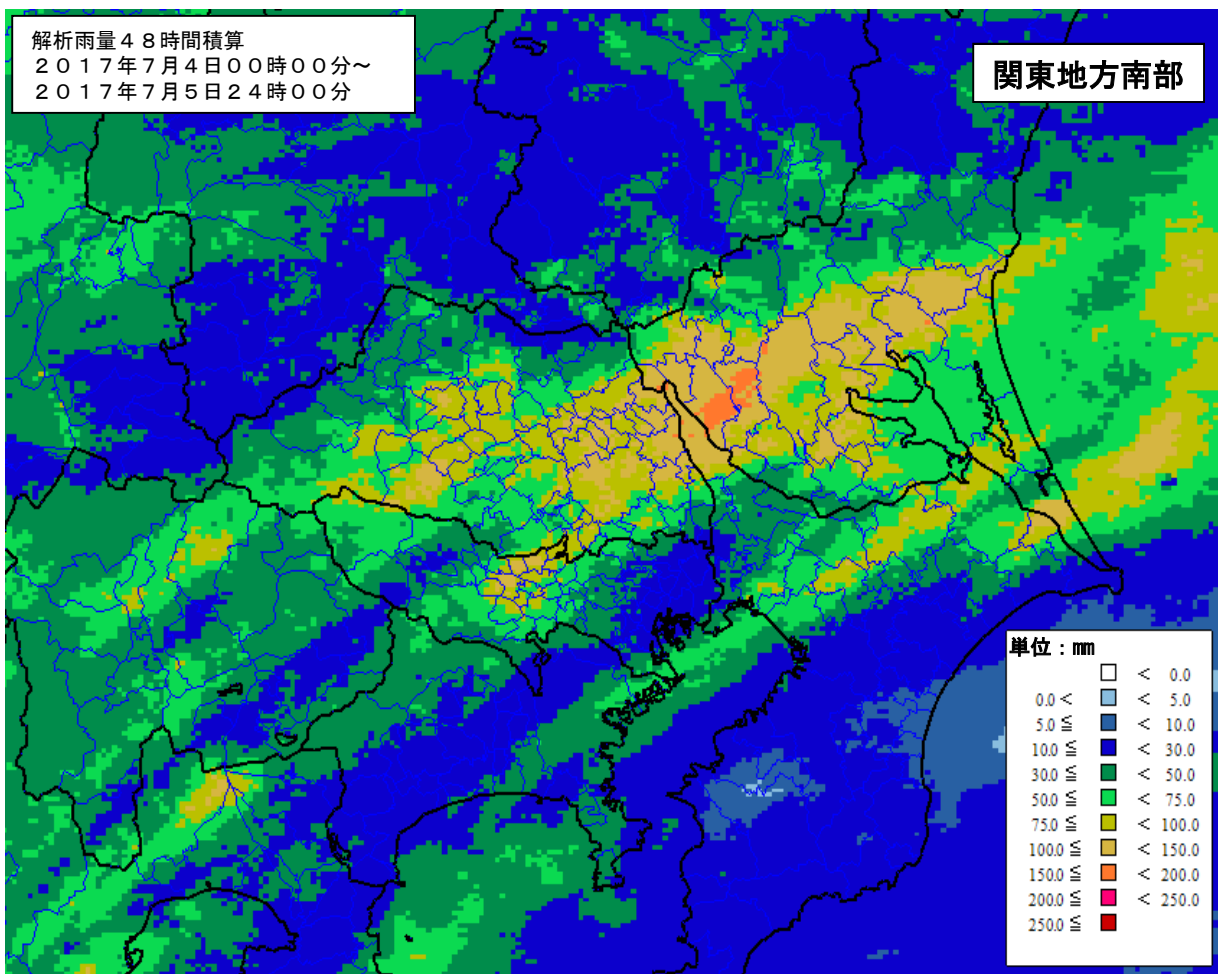 解析雨量４８時間積算
２０１７年７月４日００時００分～
２０１７年７月５日２４時００分
関東地方南部
単位：㎜
< 0.0
0.0 < < 5.0
5.0 ≦ < 10.0
10.0 ≦ < 30.0
30.0 ≦ < 50.0
50.0 ≦ < 75.0
75.0 ≦ < 100.0
100.0 ≦ < 150.0
150.0 ≦ < 200.0
2000.0 ≦ < 250.0
250.0 ≦